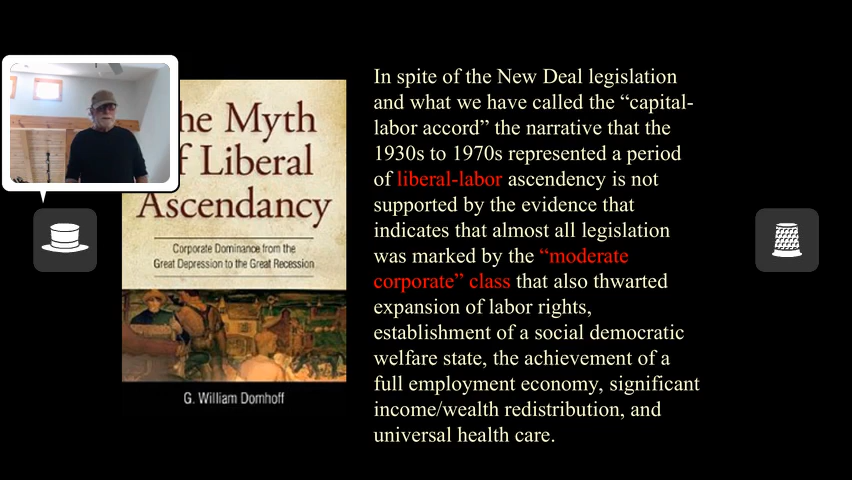 he Myth
f Liberal
Ascendancy
Corporate Dominance from the
Great Depression to the Great Recession
G. William Domhoff
In spite of the New Deal legislation
and what we have called the “capital-
labor accord” the narrative that the
1930s to 1970s represented a period
of liberal-labor ascendency is not
supported by the evidence that
indicates that almost all legislation
was marked by the “moderate
corporate” class that also thwarted
expansion of labor rights,
establishment of a social democratic
welfare state, the achievement of a
full employment economy, significant
income/wealth redistribution, and
universal health care.